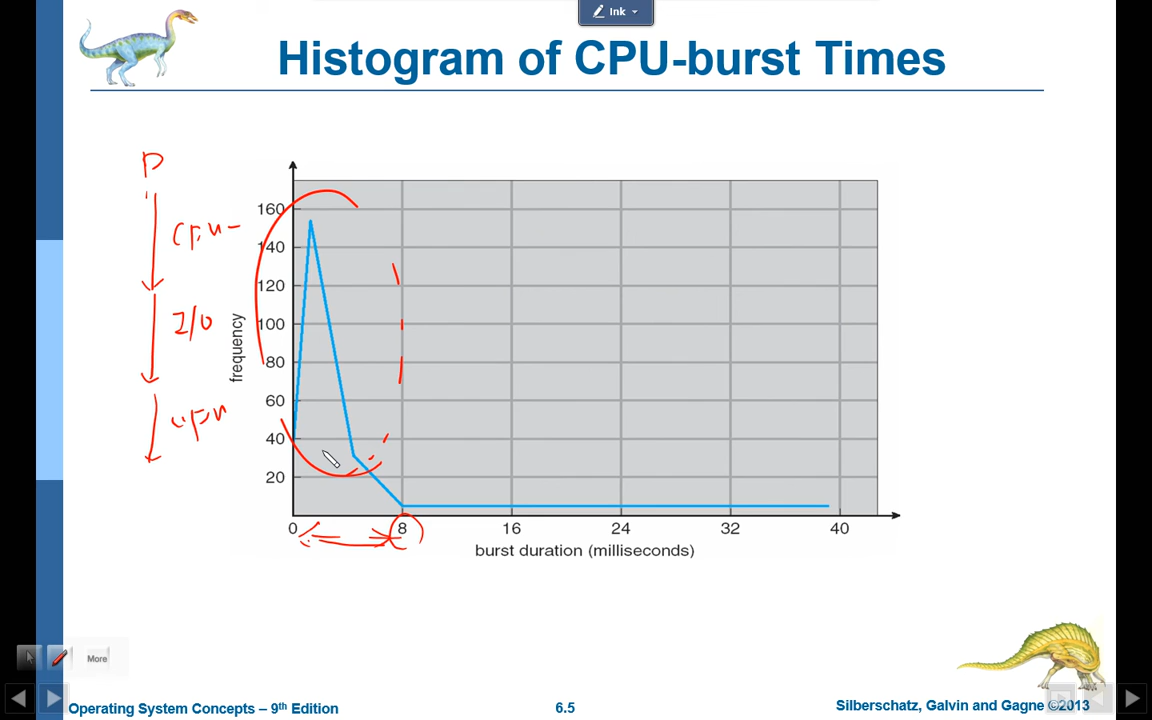 Ink
Histogram of CPU-burst Times
P
CPU
I/O
CPU
frequency
160
140
120
100
80
60
40
20
0 8 16 24 32 40
burst duration (milliseconds)
More
Operating System Concepts – 9th Edition
6.5
Silberschatz, Galvin and Gagne ©2013